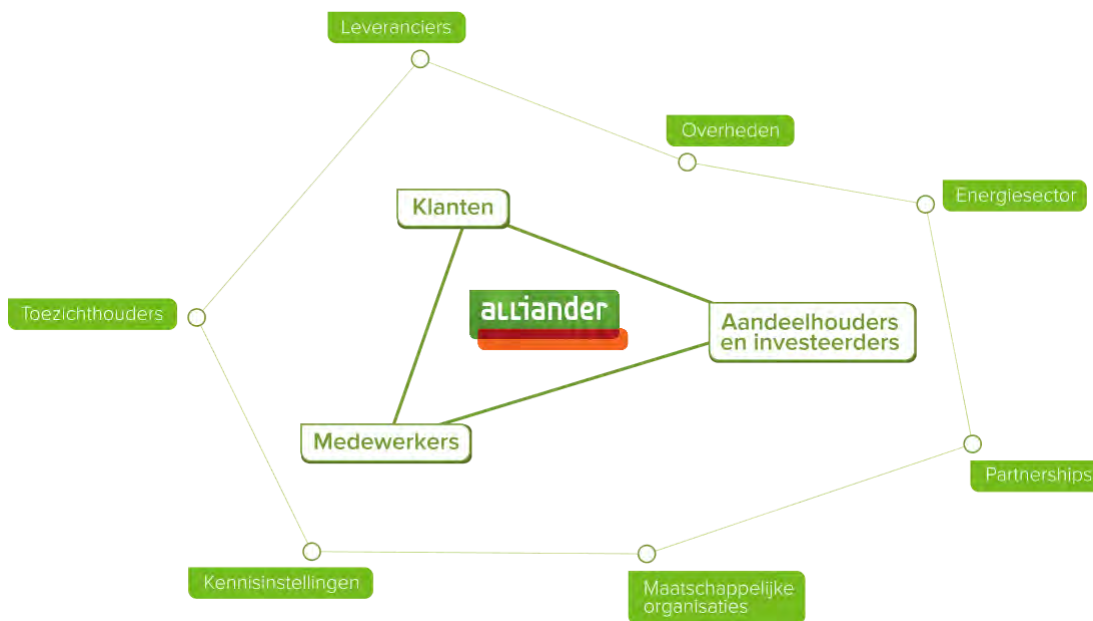 Leveranciers
Overheden
Energiesector
Klanten
alliander
Toezichthouders
Aandeelhouders
en investeerders
Medewerkers
Partnerships
Kennisinstellingen
Maatschappelijke
organisaties